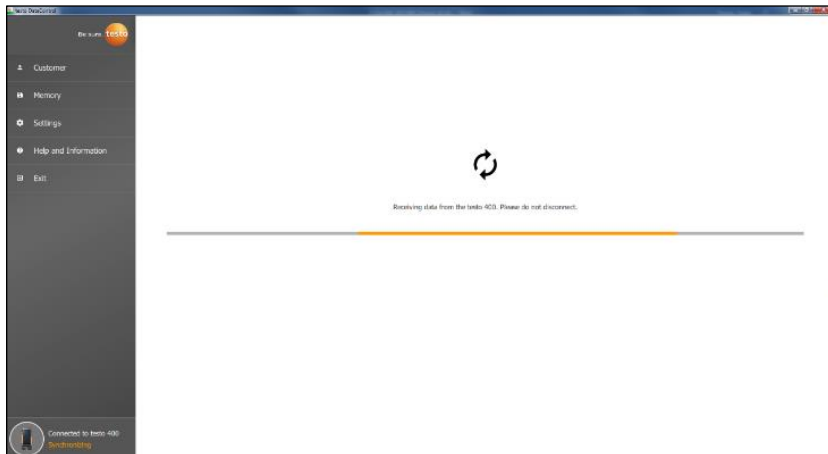 testo DataControl
Be sure. testo
Customer
Memory
Settings
Help and Information
Exit
Receiving data from the testo 400. Please do not disconnect.
Connected to testo 400
Synchronizing